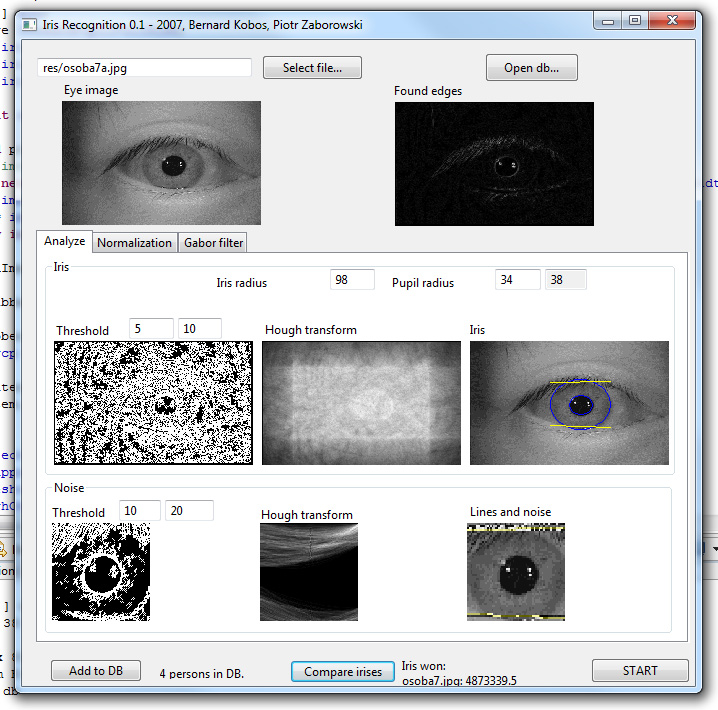 Iris Recognition 0.1 - 2007, Bernard Kobos, Piotr Zaborowski
res/osoba7a.jpg Select file... Open db...
Eye image Found edges
Analyze Normalization Gabor filter
Iris
Iris radius 98 Pupil radius 34 38
Threshold 5 10 Hough transform Iris
Noise
Threshold 10 20 Hough transform Lines and noise
Add to DB 4 persons in DB. Compare irises Iris won: START
osoba7.jpg: 4873339.5